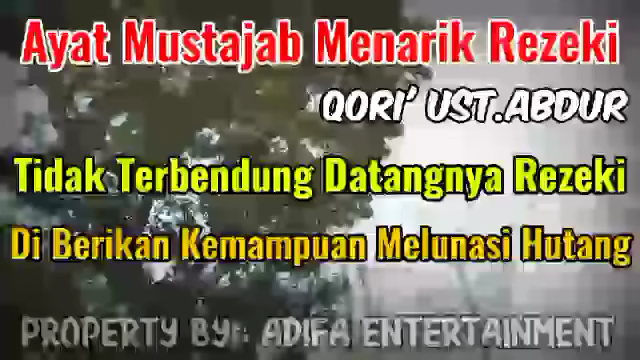 Ayat Mustajab Menarik Rezeki
QORI' UST.ABDUR
Tidak Terbendung Datangnya Rezeki
Di Berikan Kemampuan Melunasi Hutang
PROPERTY BY: ADIFA ENTERTAINMENT